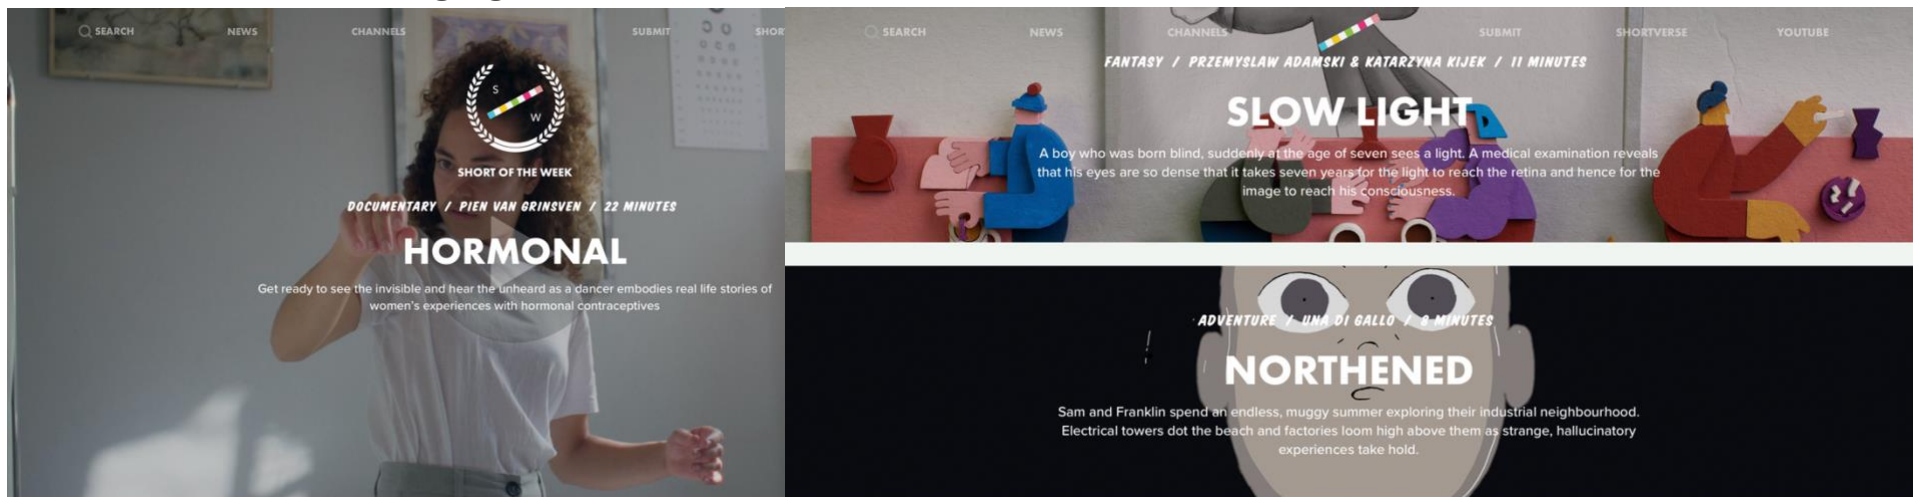 SEARCH
NEWS
CHANNELS
SUBMIT
S
W
SHORT OF THE WEEK
DOCUMENTARY / PIEN VAN GRINSVEN / 22 MINUTES
HORMONAL
Get ready to see the invisible and hear the unheard as a dancer embodies real life stories of
women's experiences with hormonal contraceptives
SEARCH
NEWS
CHANNELS
SUBMIT
SHORTVERSE
YOUTUBE
FANTASY / PRZEMYSLAW ADAMSKI & KATARZYNA KIJEK / 11 MINUTES
SLOW LIGHT
A boy who was born blind, suddenly at the age of seven sees a light. A medical examination reveals
that his eyes are so dense that it takes seven years for the light to reach the retina and hence for the
image to reach his consciousness.
ADVENTURE / UNA DI GALLO / 8 MINUTES
NORTHENED
Sam and Franklin spend an endless, muggy summer exploring their industrial neighbourhood.
Electrical towers dot the beach and factories loom high above them as strange, hallucinatory
experiences take hold.